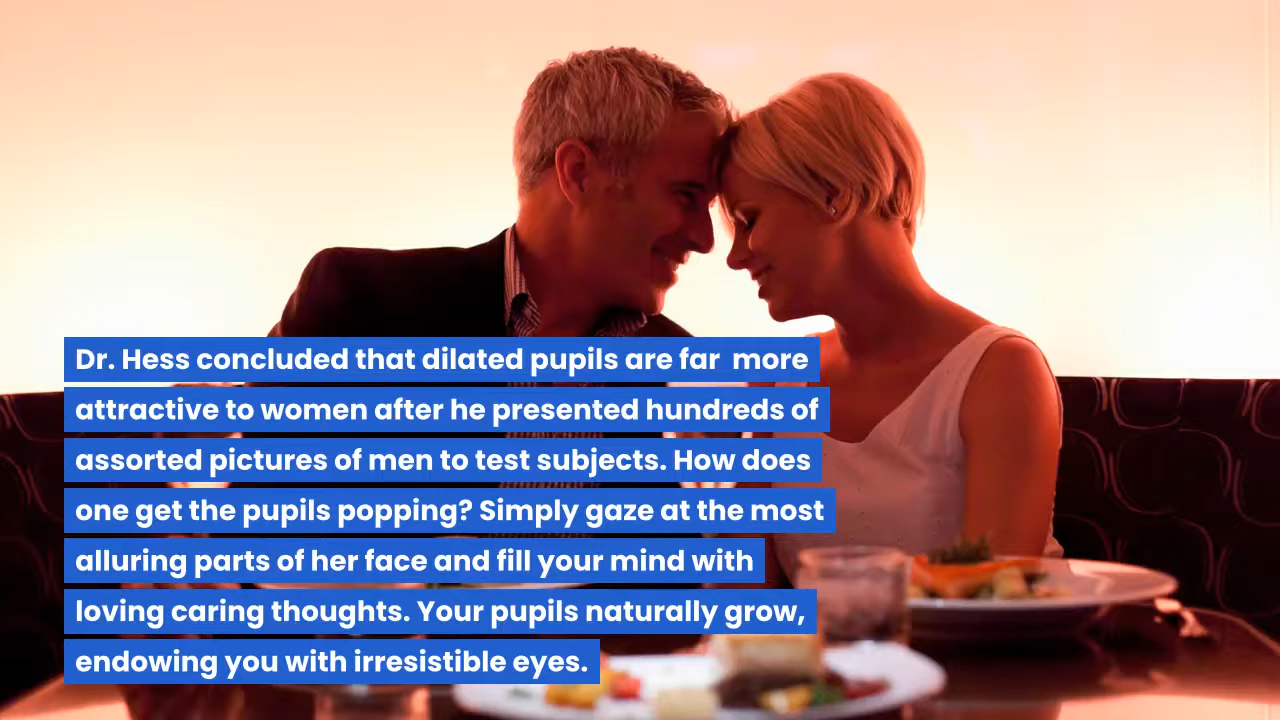 Dr. Hess concluded that dilated pupils are far  more
attractive to women after he presented hundreds of
assorted pictures of men to test subjects. How does
one get the pupils popping? Simply gaze at the most
alluring parts of her face and fill your mind with
loving caring thoughts. Your pupils naturally grow,
endowing you with irresistible eyes.